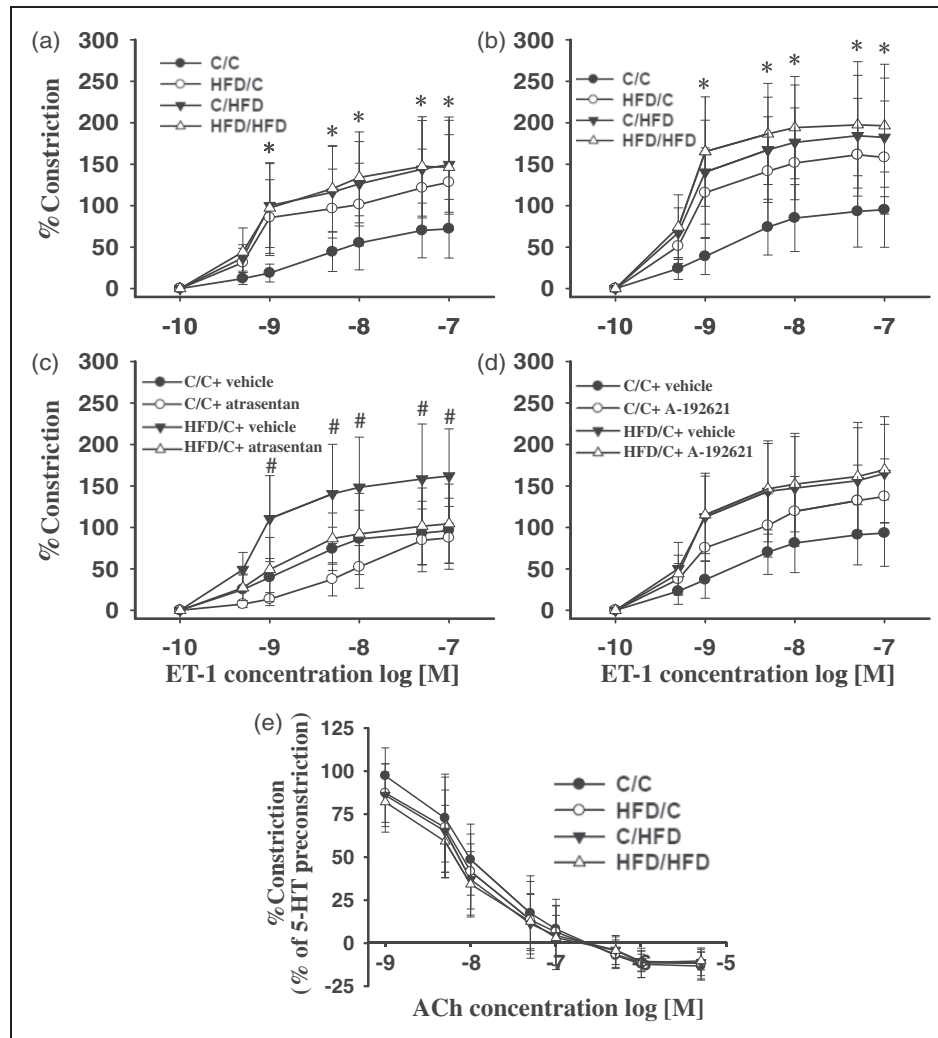 (a)
300
250
200
150
100
50
0
% Constriction
C/C
HFD/C
C/HFD
HFD/HFD
* * * * *
-10 -9 -8 -7
(b)
300
250
200
150
100
50
0
C/C
HFD/C
C/HFD
HFD/HFD
* * * * *
-10 -9 -8 -7
(c)
300
250
200
150
100
50
0
% Constriction
C/C+ vehicle
C/C+ atrasentan
HFD/C+ vehicle
HFD/C+ atrasentan
# # # # #
-10 -9 -8 -7
ET-1 concentration log [M]
(d)
300
250
200
150
100
50
0
C/C+ vehicle
C/C+ A-192621
HFD/C+ vehicle
HFD/C+ A-192621
-10 -9 -8 -7
ET-1 concentration log [M]
(e)
%Constriction
(% of 5-HT preconstriction)
125
100
75
50
25
0
-25
C/C
HFD/C
C/HFD
HFD/HFD
-9 -8 -7 -6 -5
ACh concentration log [M]